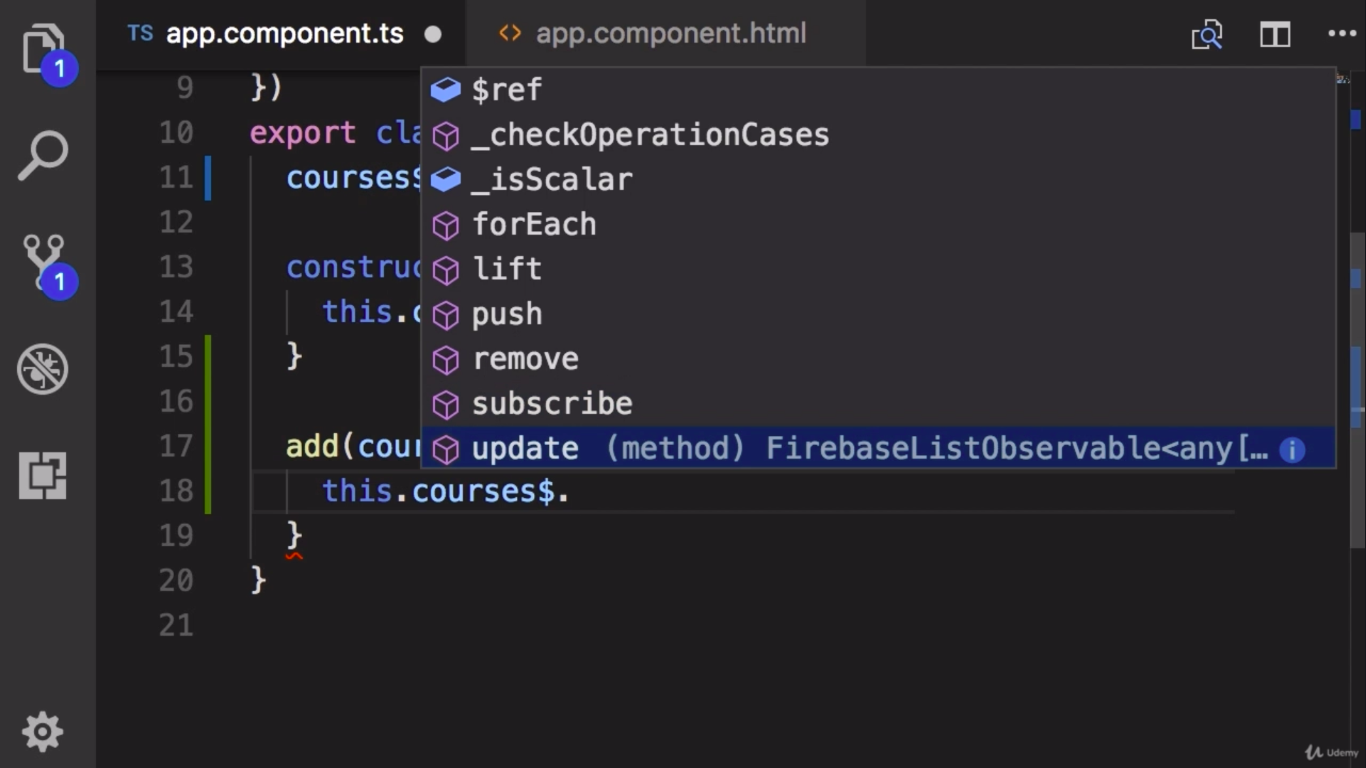 TS app.component.ts ● <> app.component.html
1
9 })
$ref
10 export cla
_checkOperationCases
11 courses$
_isScalar
12
forEach
1
13 construc
lift
14 this.c
push
15 }
remove
16
subscribe
17 add(cour
update (method) FirebaseListObservable<any[… i
18 this.courses$.
19 }
20 }
21
Udemy